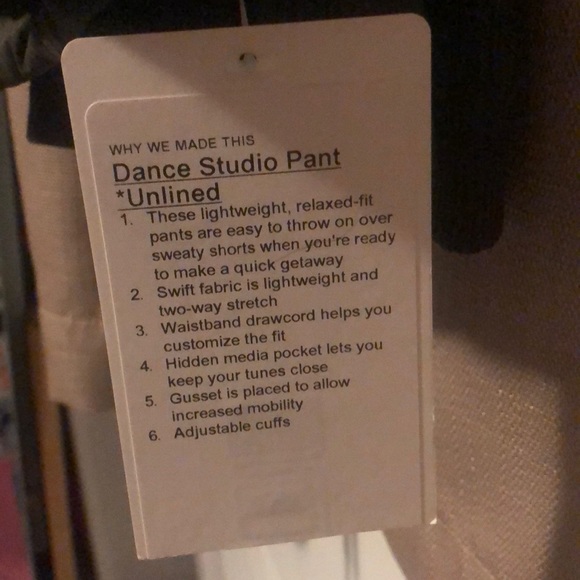 WHY WE MADE THIS
Dance Studio Pant
*Unlined
1. These lightweight, relaxed-fit
pants are easy to throw on over
sweaty shorts when you're ready
to make a quick getaway
2. Swift fabric is lightweight and
two-way stretch
3. Waistband drawcord helps you
customize the fit
4. Hidden media pocket lets you
keep your tunes close
5. Gusset is placed to allow
increased mobility
6. Adjustable cuffs